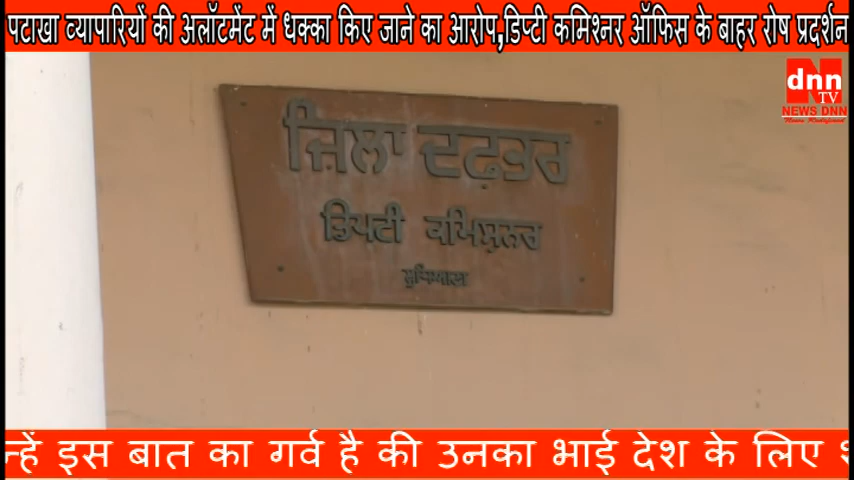 पटाखा व्यापारियों की अलॉटमेंट में धक्का किए जाने का आरोप,डिप्टी कमिश्नर ऑफिस के बाहर रोष प्रदर्शन
dnn
TV
NEWS DNN
ਜ਼ਿਲਾ ਦਫ਼ਤਰ
ਡਿਪਟੀ ਕਮਿਸ਼ਨਰ
ਲੁਧਿਆਣਾ
न्हें इस बात का गर्व है की उनका भाई देश के लिए